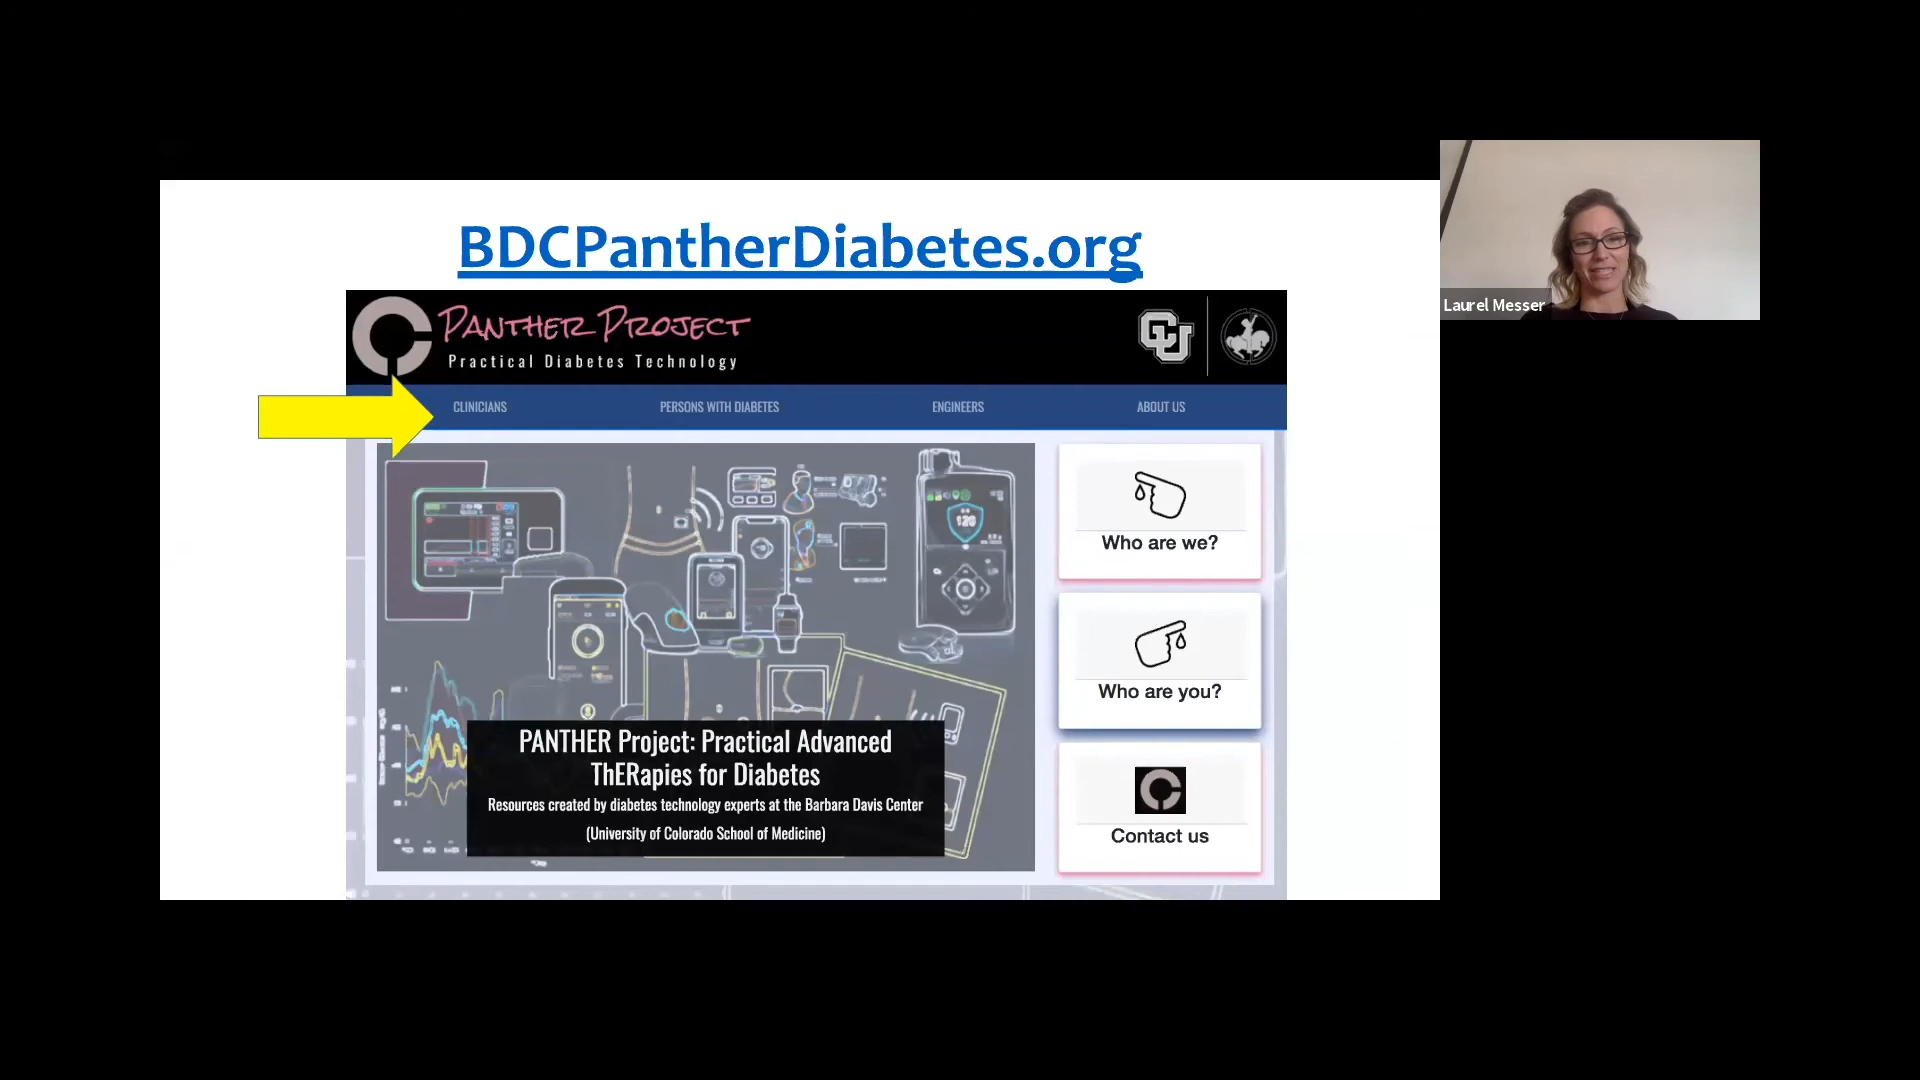 BDCPantherDiabetes.org
PANTHER PROJECT
Practical Diabetes Technology
CU
CLINICIANS
PERSONS WITH DIABETES
ENGINEERS
ABOUT US
120
Who are we?
Who are you?
PANTHER Project: Practical Advanced
ThERapies for Diabetes
Resources created by diabetes technology experts at the Barbara Davis Center
(University of Colorado School of Medicine)
Contact us
Laurel Messer